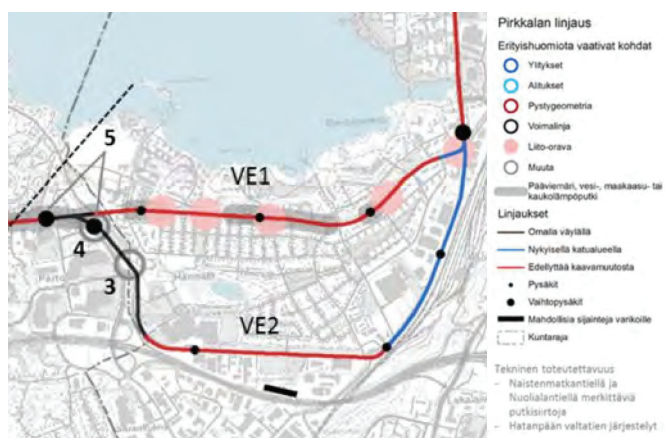 5
VE1
4
3
VE2
Pirkkalan linjaus
Erityishuomiota vaativat kohdat
Ylitykset
Alitukset
Pystygeometria
Voimalinja
Liito-orava
Muuta
Pääviemäri, vesi-, maakaasu- tai
kaukolämpöputki
Linjaukset
Omalla väylällä
Nykyisellä katualueella
Edellyttää kaavamuutosta
Pysäkit
Vaihtopysäkit
Mahdollisia sijainteja varikoille
Kuntaraja
Tekninen toteutettavuus
- Naistenmatkantiellä ja
Nuolialantiellä merkittäviä
putkisiirtoja
- Hatanpään valtatien järjestelyt